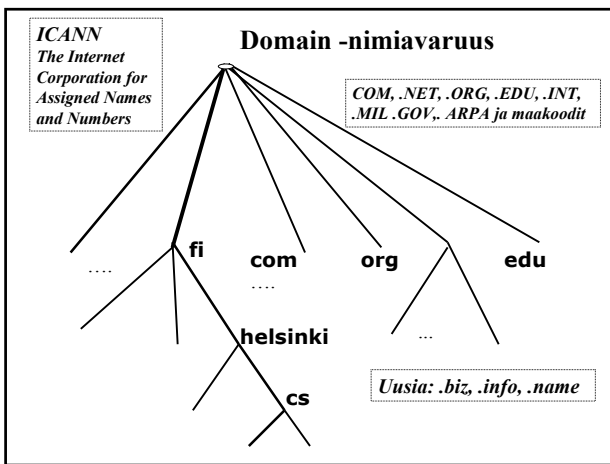 ICANN
The Internet
Corporation for
Assigned Names
and Numbers
Domain -nimiavaruus
COM, .NET, .ORG, .EDU, .INT,
.MIL .GOV,. ARPA ja maakoodit
fi
com
org
edu
....
....
...
helsinki
cs
Uusia: .biz, .info, .name